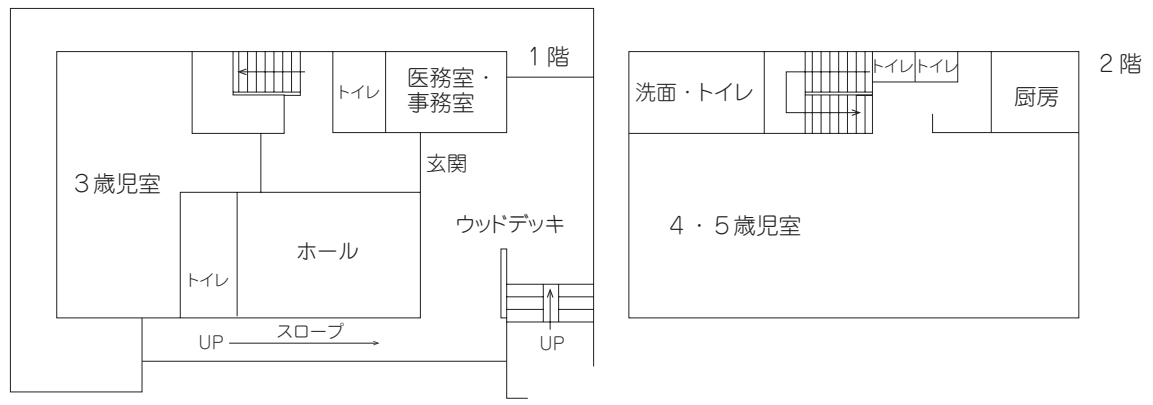 1階
トイレ
医務室・
事務室
玄関
3歳児室
ウッドデッキ
ホール
トイレ
スロープ
UP
UP
2階
トイレ
トイレ
洗面・トイレ
厨房
4・5歳児室